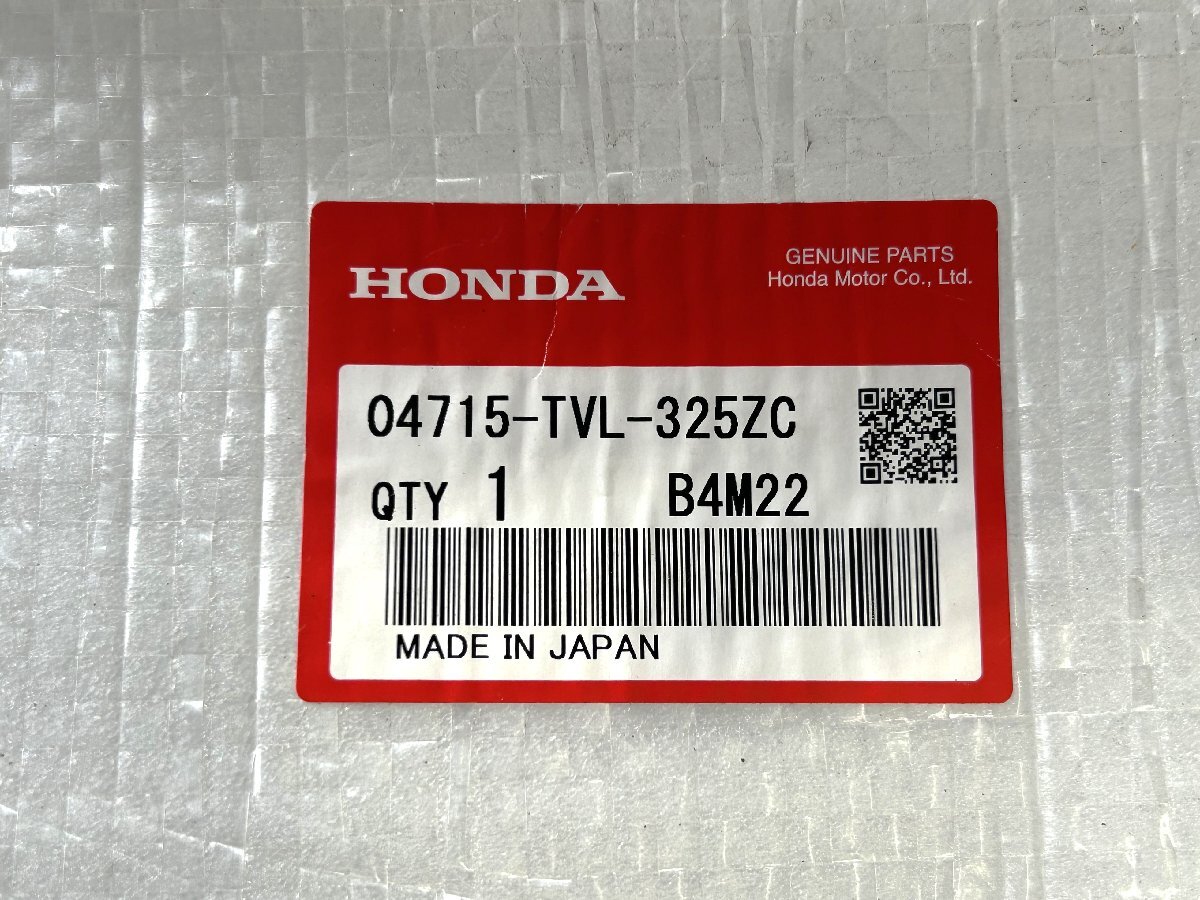 HONDA
GENUINE PARTS
Honda Motor Co., Ltd.
04715-TVL-325ZC
QTY 1 B4M22
MADE IN JAPAN